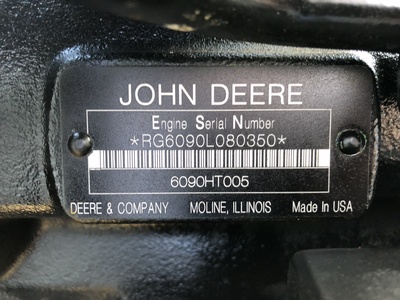 JOHN DEERE
Engine Serial Number
*RG6090L080350*
6090HT005
DEERE & COMPANY MOLINE, ILLINOIS Made In USA